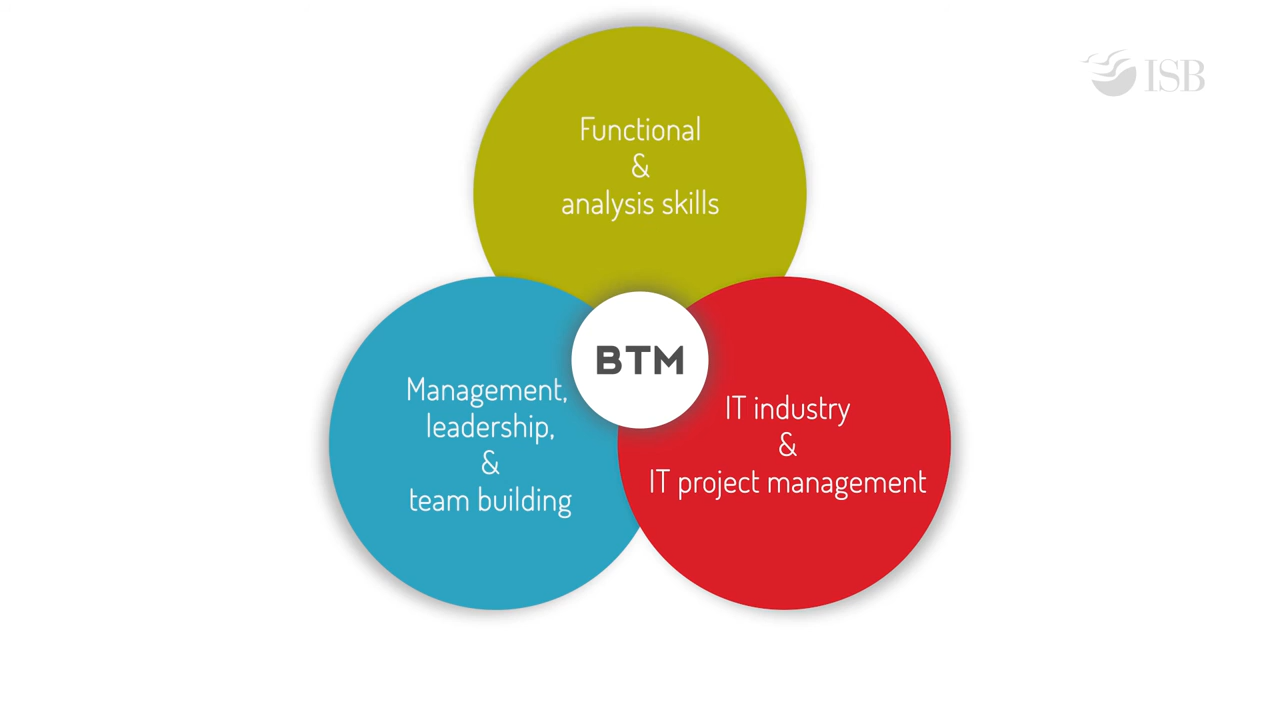 ISB
Functional
&
analysis skills
BTM
Management,
leadership,
&
team building
IT industry
&
IT project management